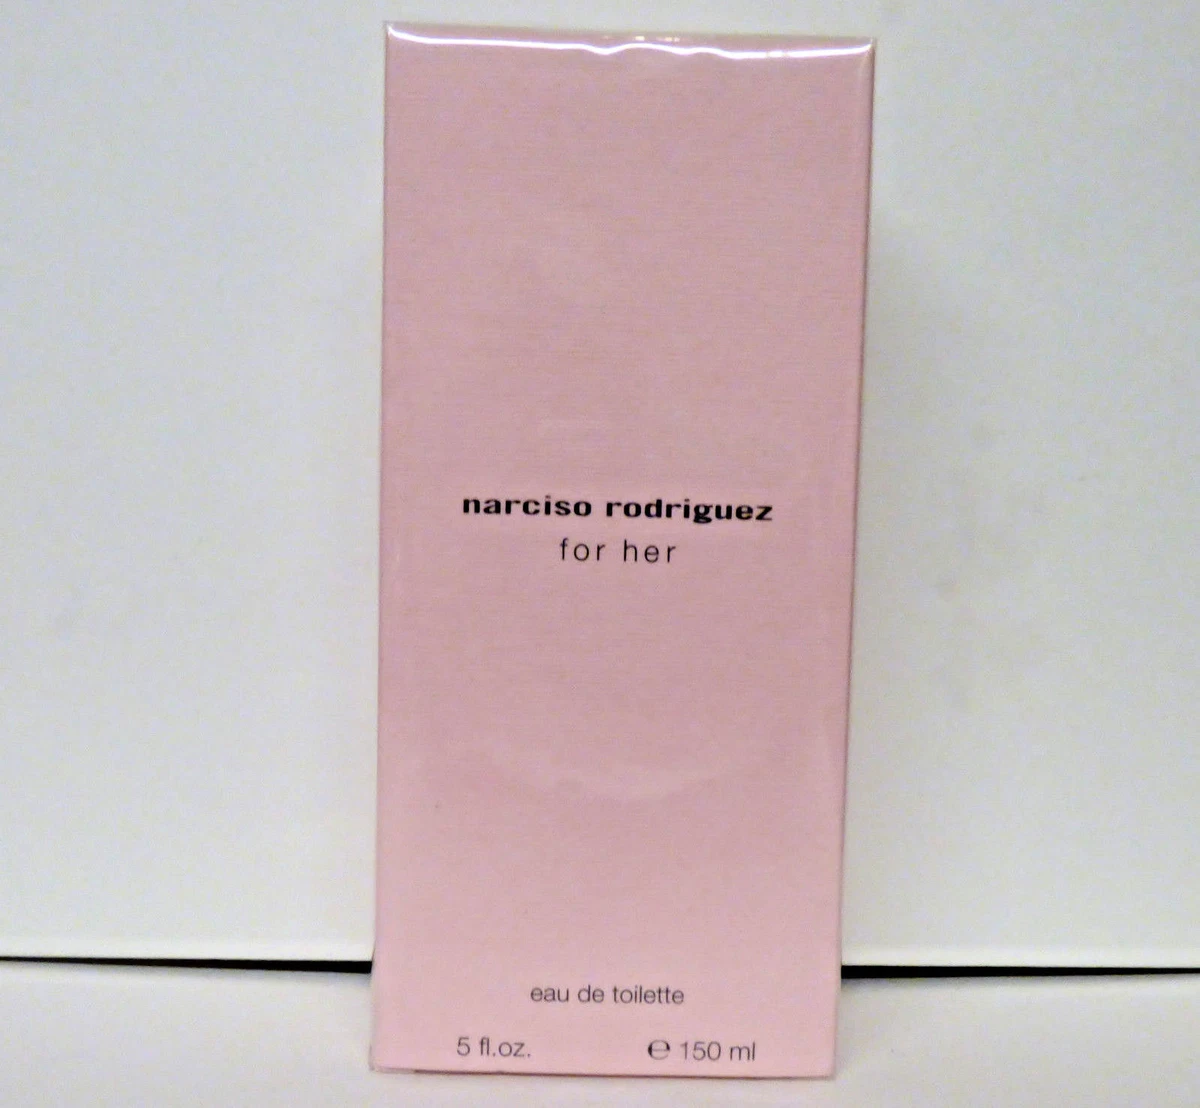 narciso rodriguez
for her
eau de toilette
5 fl.oz. ℮ 150 ml